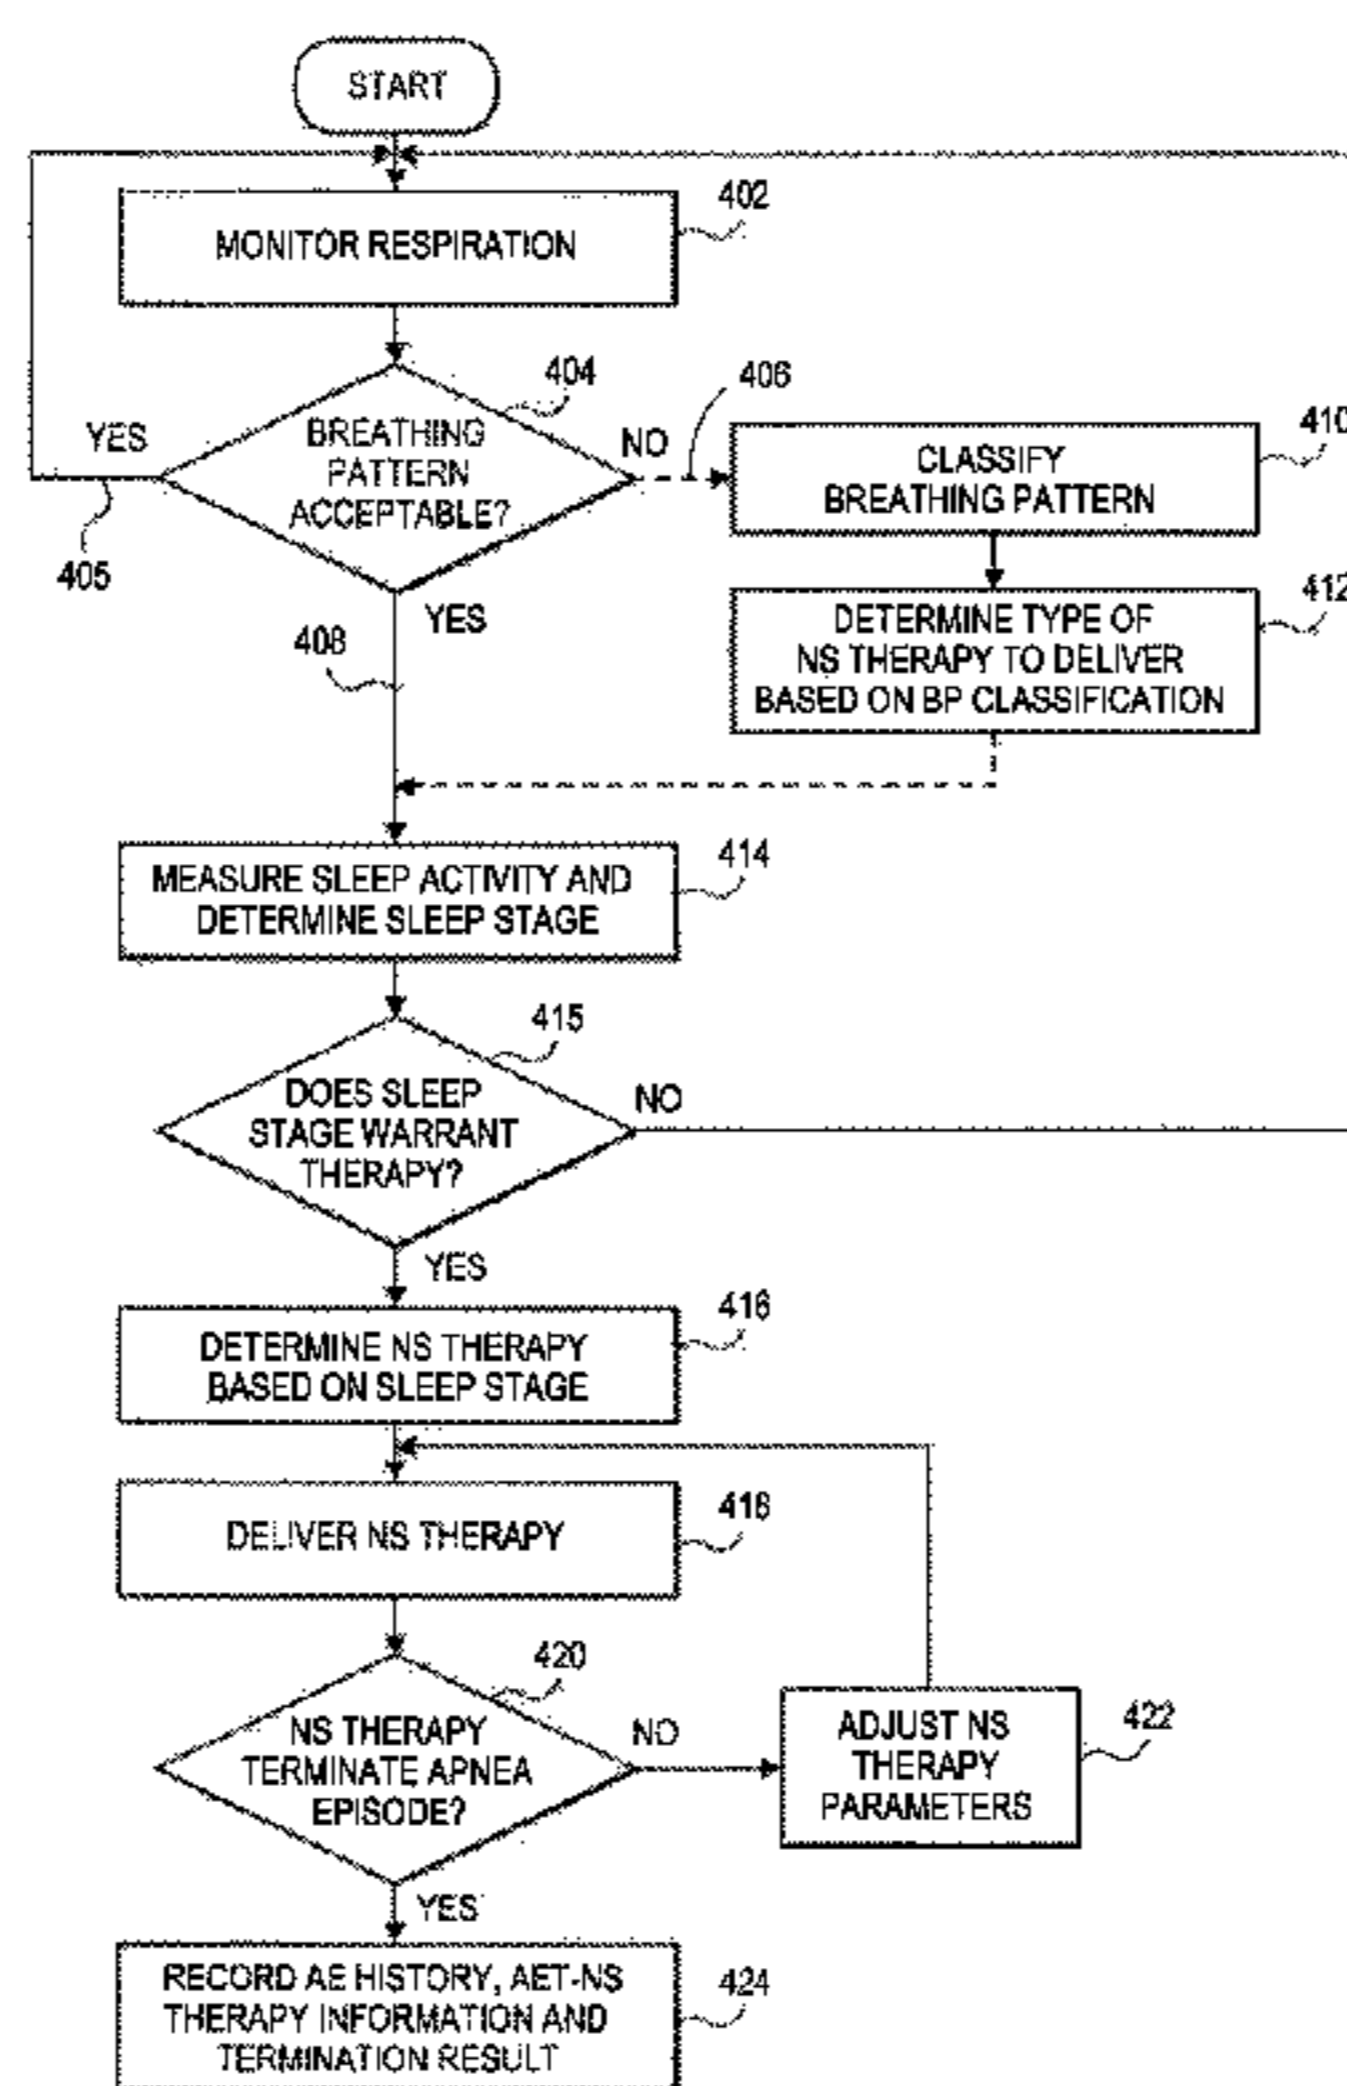 START
402
MONITOR RESPIRATION
404
406
YES
BREATHING
PATTERN
ACCEPTABLE?
NO
405
410
CLASSIFY
BREATHING PATTERN
YES
408
412
DETERMINE TYPE OF
NS THERAPY TO DELIVER
BASED ON BP CLASSIFICATION
414
MEASURE SLEEP ACTIVITY AND
DETERMINE SLEEP STAGE
415
DOES SLEEP
STAGE WARRANT
THERAPY?
NO
YES
416
DETERMINE NS THERAPY
BASED ON SLEEP STAGE
418
DELIVER NS THERAPY
420
NS THERAPY
TERMINATE APNEA
EPISODE?
NO
ADJUST NS
THERAPY
PARAMETERS
422
YES
RECORD AE HISTORY, AET-NS
THERAPY INFORMATION AND
TERMINATION RESULT
424